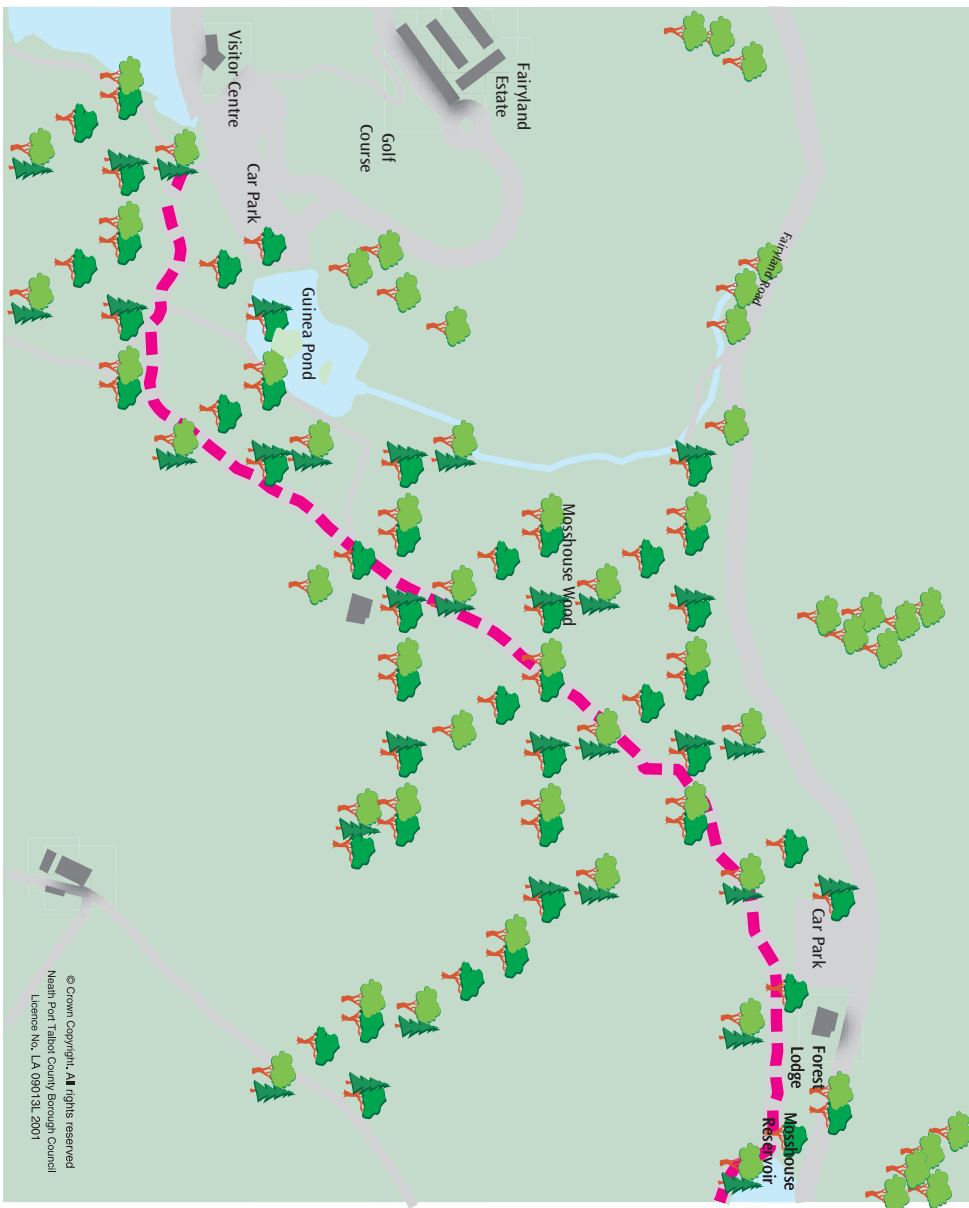 Visitor Centre
Fairyland
Estate
Golf
Course
Car Park
Fairyland Road
Guinea Pond
Mosshouse Wood
Car Park
Forest
Lodge
Mosshouse
Reservoir
© Crown Copyright. All rights reserved
Neath Port Talbot County Borough Council
Licence No. LA 09013L 2001